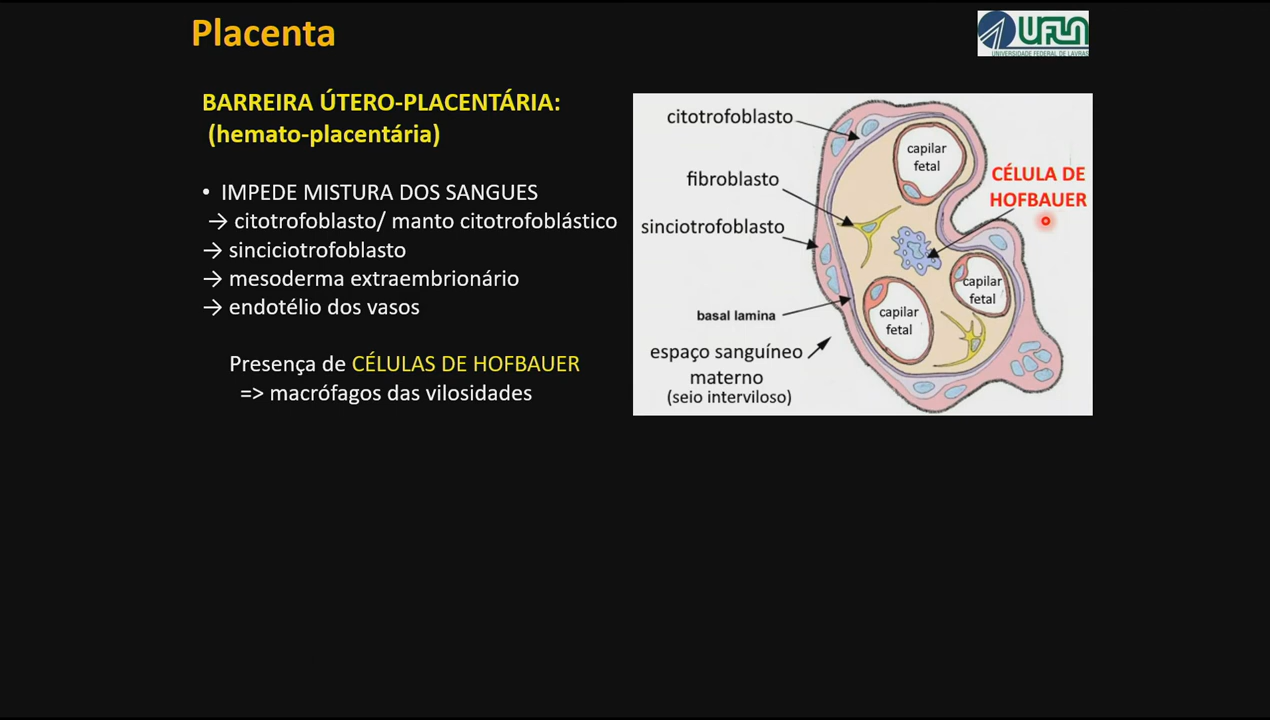 Placenta
UFLA
UNIVERSIDADE FEDERAL DE LAVRAS
BARREIRA ÚTERO-PLACENTÁRIA:
(hemato-placentária)
• IMPEDE MISTURA DOS SANGUES
→ citotrofoblasto/ manto citotrofoblástico
→ sinciciotrofoblasto
→ mesoderma extraembrionário
→ endotélio dos vasos
Presença de CÉLULAS DE HOFBAUER
=> macrófagos das vilosidades
citotrofoblasto
fibroblasto
sinciotrofoblasto
basal lamina
espaço sanguíneo
materno
(seio interviloso)
capilar
fetal
CÉLULA DE
HOFBAUER
capilar
fetal
capilar
fetal